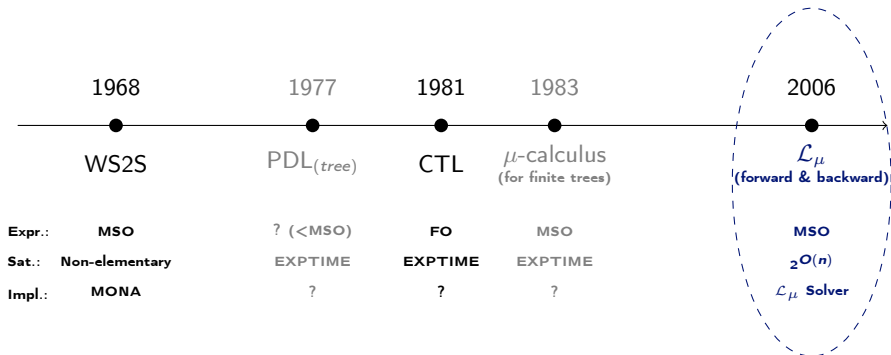 1968 1977 1981 1983 2006
WS2S PDL(tree) CTL μ-calculus ℒμ
(for finite trees) (forward & backward)
Expr.: MSO ? (<MSO) FO MSO MSO
Sat.: Non-elementary EXPTIME EXPTIME EXPTIME 2^O(n)
Impl.: MONA ? ? ? ℒμ Solver